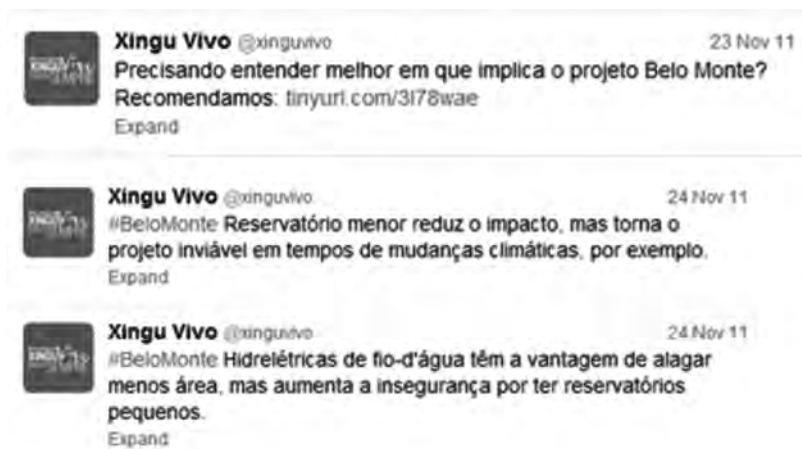 Xingu Vivo @xinguvivo 23 Nov 11
Precisando entender melhor em que implica o projeto Belo Monte?
Recomendamos: tinyurl.com/3l78wae
Expand
Xingu Vivo @xinguvivo 24 Nov 11
#BeloMonte Reservatório menor reduz o impacto, mas torna o
projeto inviável em tempos de mudanças climáticas, por exemplo.
Expand
Xingu Vivo @xinguvivo 24 Nov 11
#BeloMonte Hidrelétricas de fio-d'água têm a vantagem de alagar
menos área, mas aumenta a insegurança por ter reservatórios
pequenos.
Expand